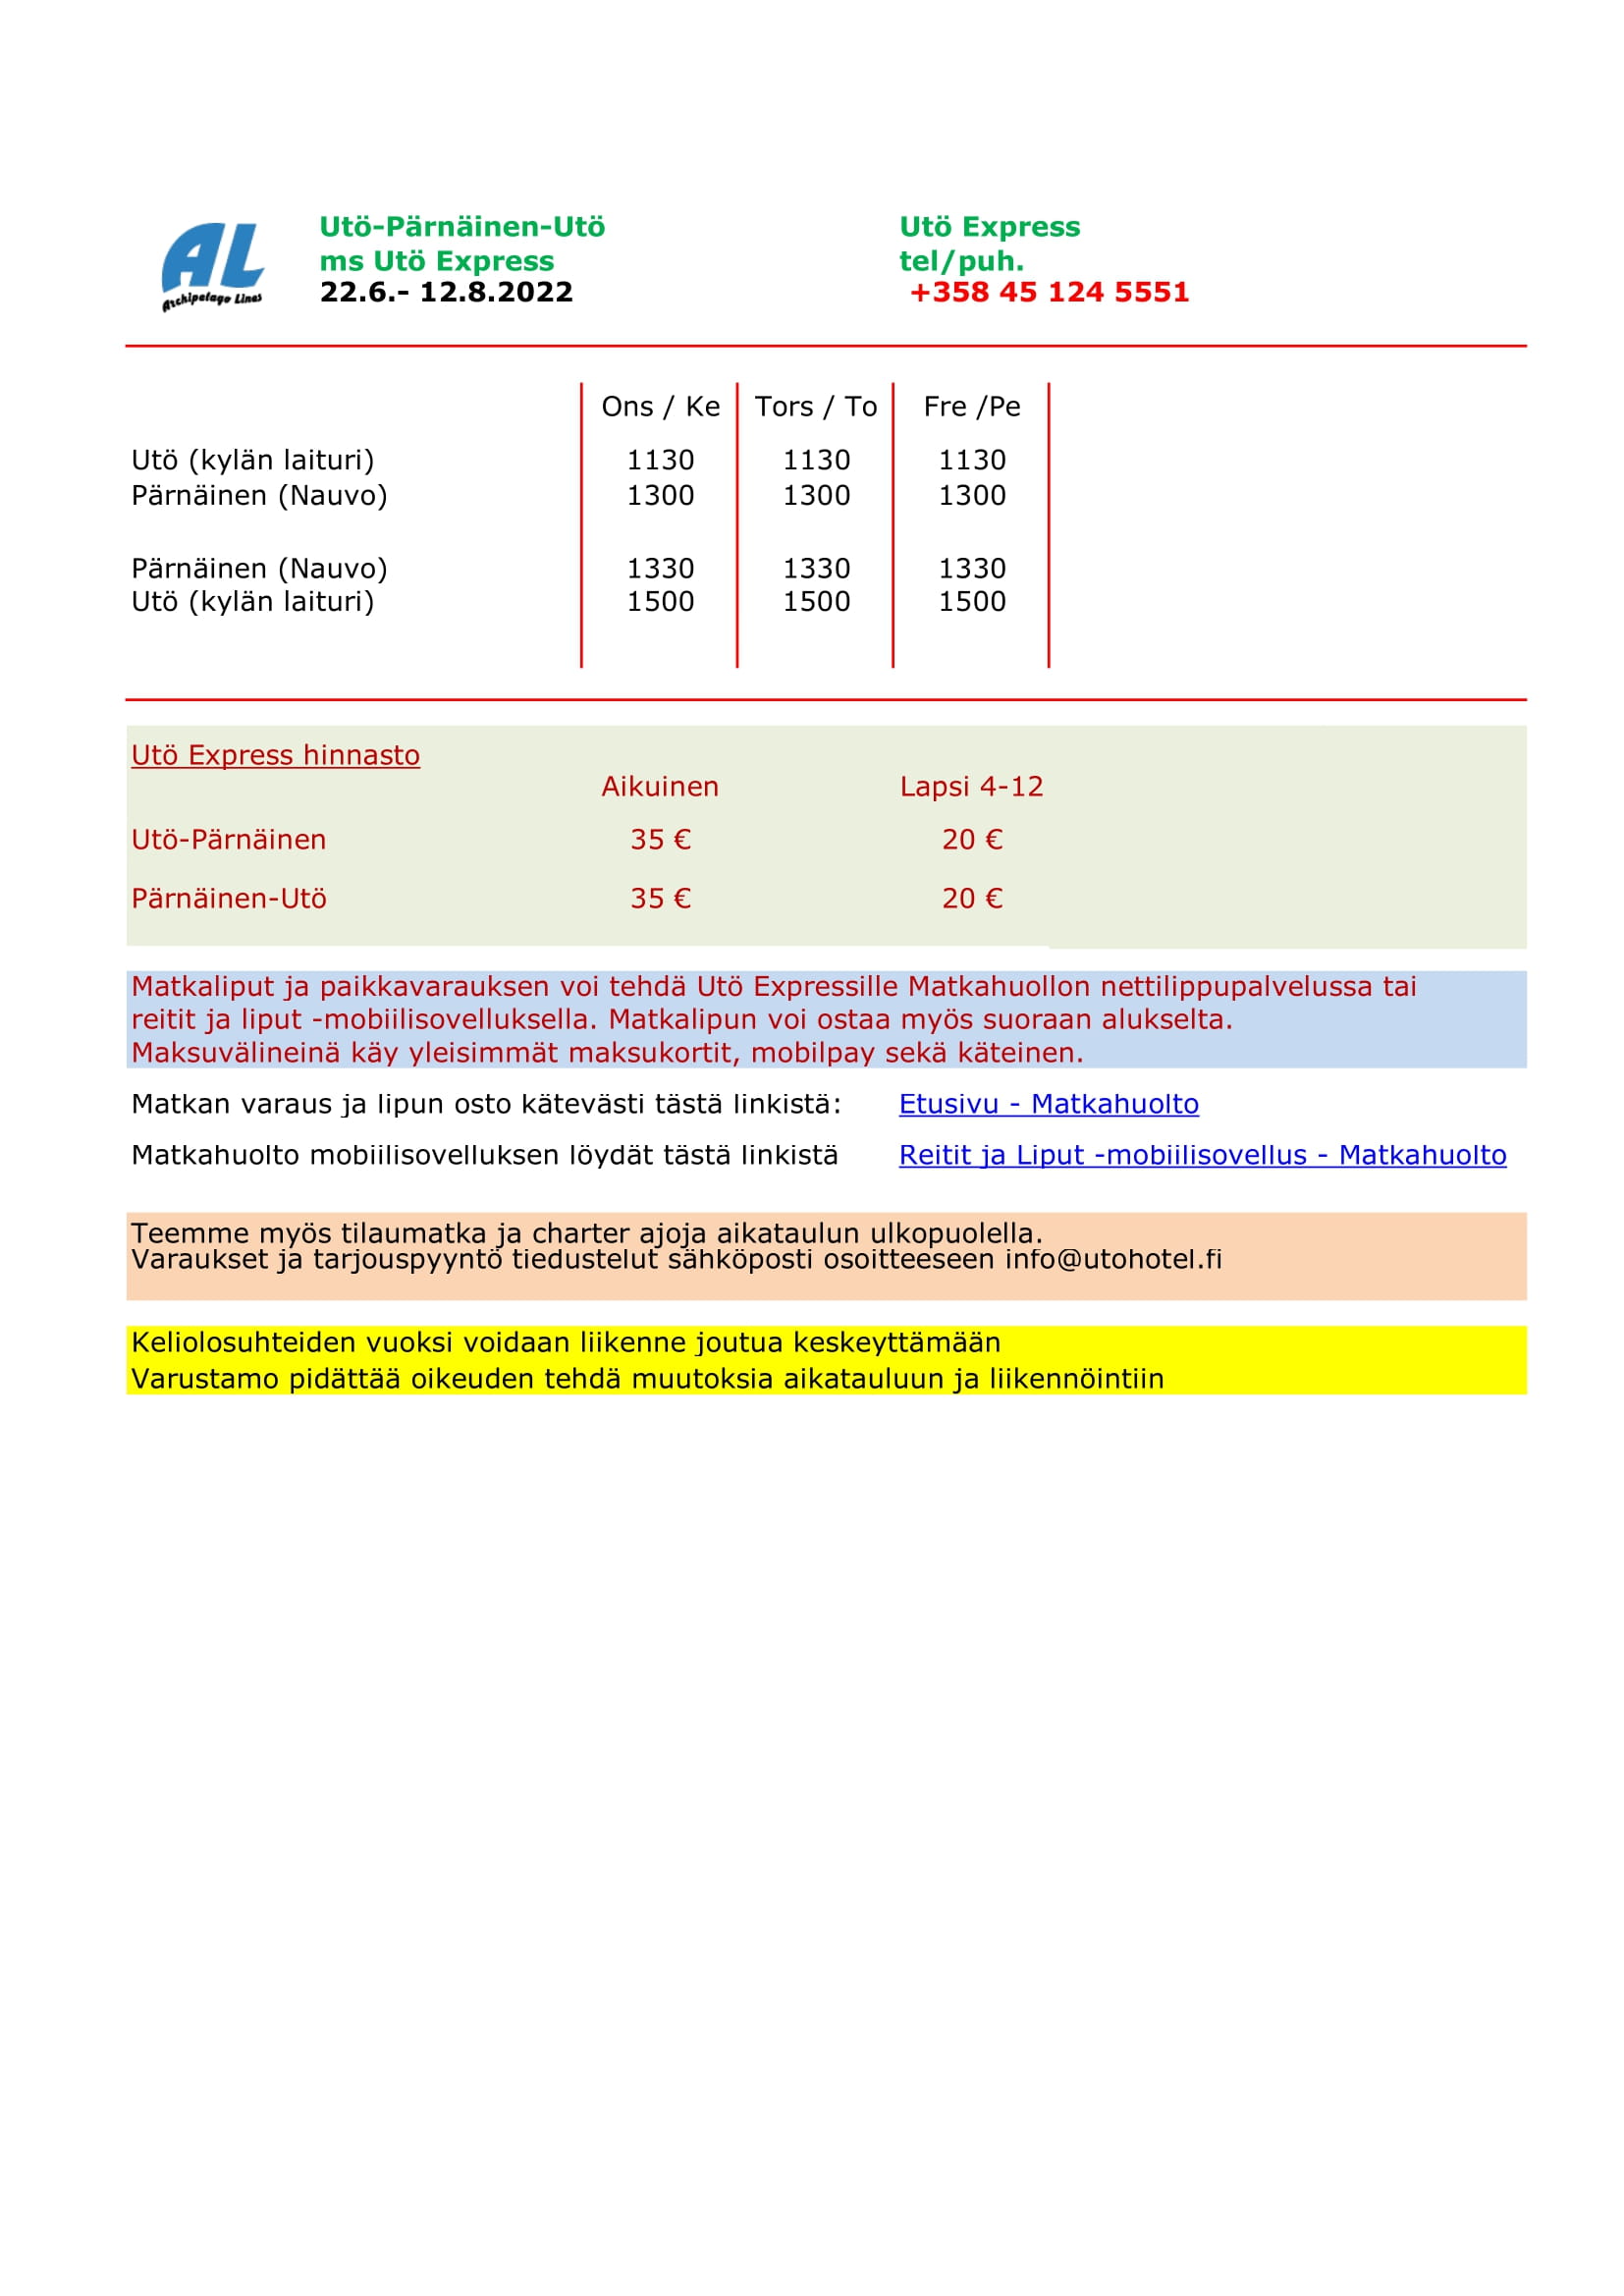 AL
Archipelago Lines
Utö-Pärnäinen-Utö
ms Utö Express
22.6.- 12.8.2022
Utö Express
tel/puh.
+358 45 124 5551
Ons / Ke Tors / To Fre /Pe
Utö (kylän laituri) 1130 1130 1130
Pärnäinen (Nauvo) 1300 1300 1300
Pärnäinen (Nauvo) 1330 1330 1330
Utö (kylän laituri) 1500 1500 1500
Utö Express hinnasto
Aikuinen Lapsi 4-12
Utö-Pärnäinen 35 € 20 €
Pärnäinen-Utö 35 € 20 €
Matkaliput ja paikkavarauksen voi tehdä Utö Expressille Matkahuollon nettilippupalvelussa tai
reitit ja liput -mobiilisovelluksella. Matkalipun voi ostaa myös suoraan alukselta.
Maksuvälineinä käy yleisimmät maksukortit, mobilpay sekä käteinen.
Matkan varaus ja lipun osto kätevästi tästä linkistä: Etusivu - Matkahuolto
Matkahuolto mobiilisovelluksen löydät tästä linkistä Reitit ja Liput -mobiilisovellus - Matkahuolto
Teemme myös tilaumatka ja charter ajoja aikataulun ulkopuolella.
Varaukset ja tarjouspyyntö tiedustelut sähköposti osoitteeseen info@utohotel.fi
Keliolosuhteiden vuoksi voidaan liikenne joutua keskeyttämään
Varustamo pidättää oikeuden tehdä muutoksia aikatauluun ja liikennöintiin